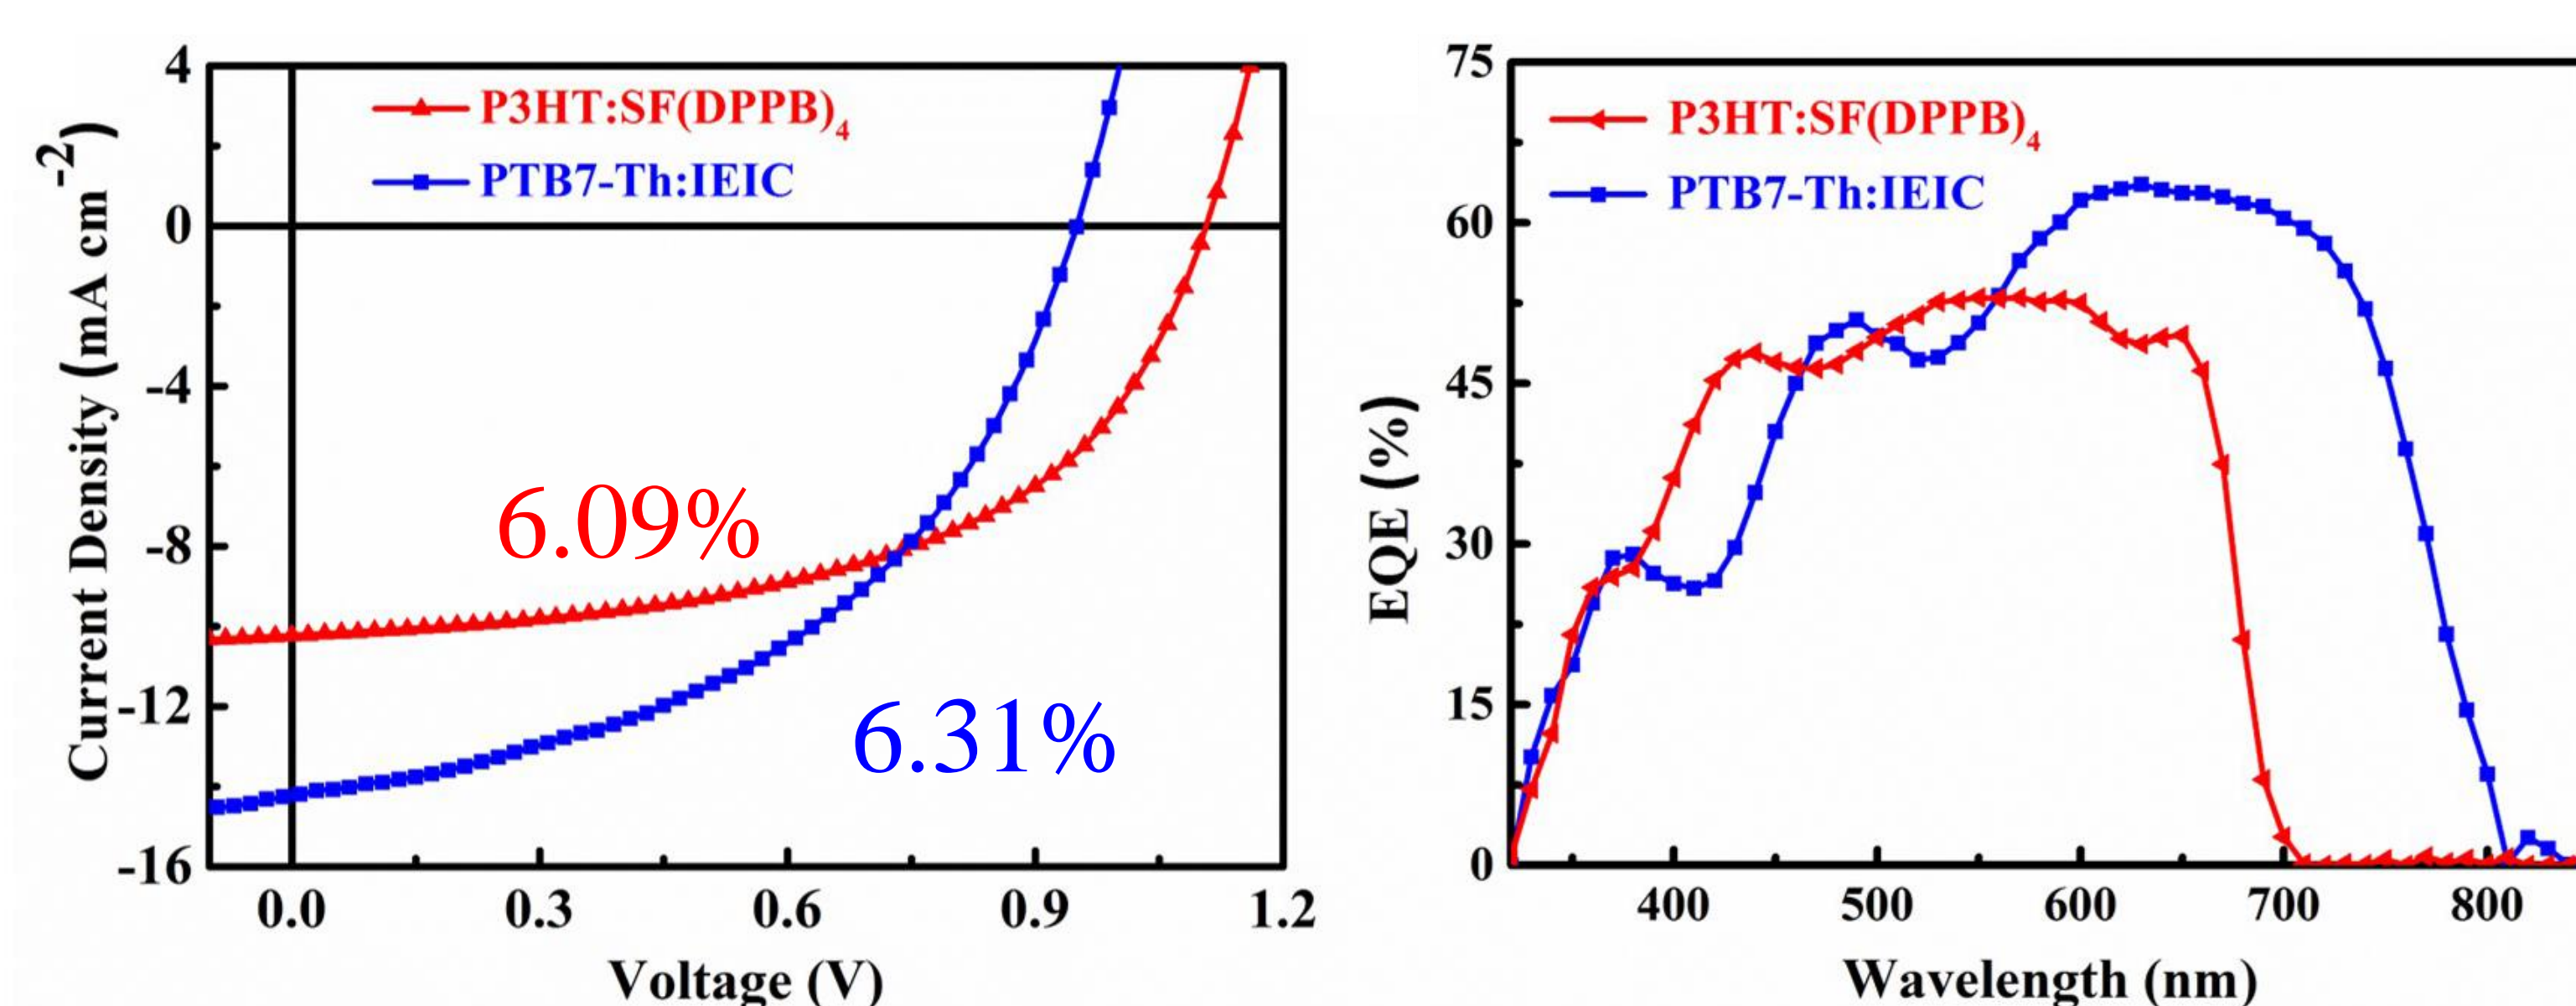 4
0
-4
-8
-12
-16
Current Density (mA cm-2)
P3HT:SF(DPPB)4
PTB7-Th:IEIC
6.09%
6.31%
0.0 0.3 0.6 0.9 1.2
Voltage (V)
75
60
45
30
15
0
EQE (%)
P3HT:SF(DPPB)4
PTB7-Th:IEIC
400 500 600 700 800
Wavelength (nm)